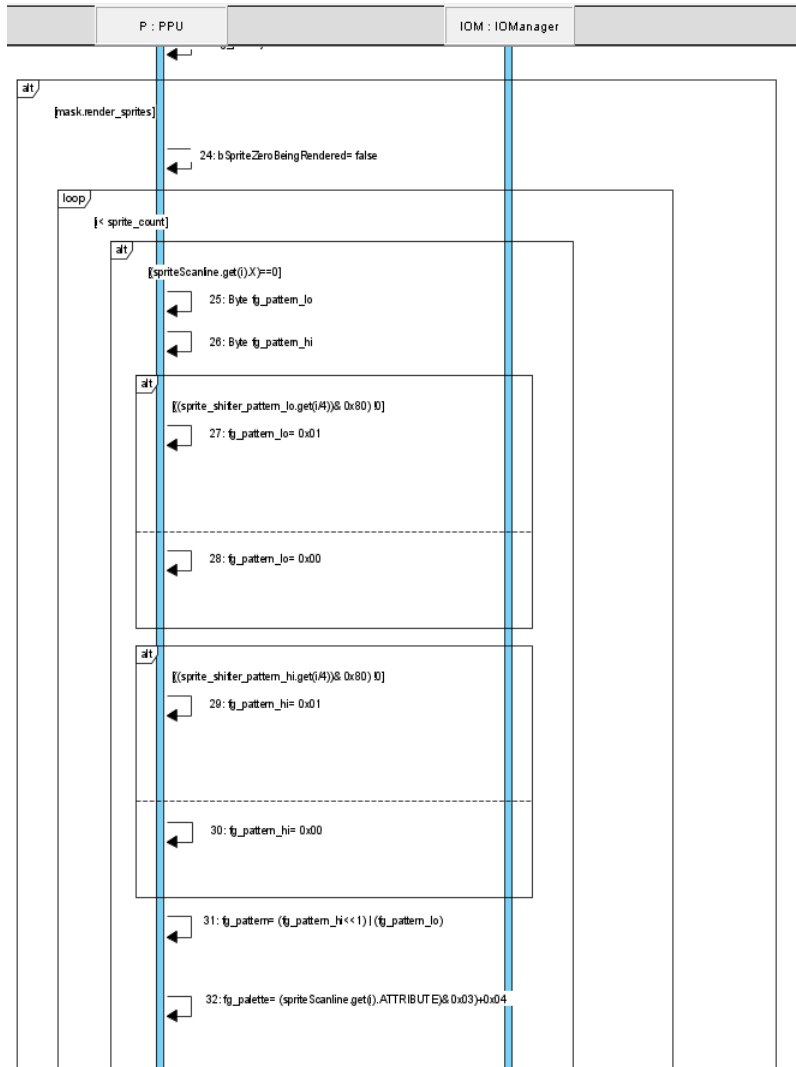 P : PPU
IOM : IOManager
alt
[mask.render_sprites]
24: bSpriteZeroBeingRendered= false
loop
[i< sprite_count]
alt
[(spriteScanline.get(i).X)==0]
25: Byte fg_pattern_lo
26: Byte fg_pattern_hi
alt
[((sprite_shifter_pattern_lo.get(i/4))& 0x80) !0]
27: fg_pattern_lo= 0x01
28: fg_pattern_lo= 0x00
alt
[((sprite_shifter_pattern_hi.get(i/4))& 0x80) !0]
29: fg_pattern_hi= 0x01
30: fg_pattern_hi= 0x00
31: fg_pattern= (fg_pattern_hi<<1) | (fg_pattern_lo)
32: fg_palette= (spriteScanline.get(i).ATTRIBUTE)& 0x03)+0x04